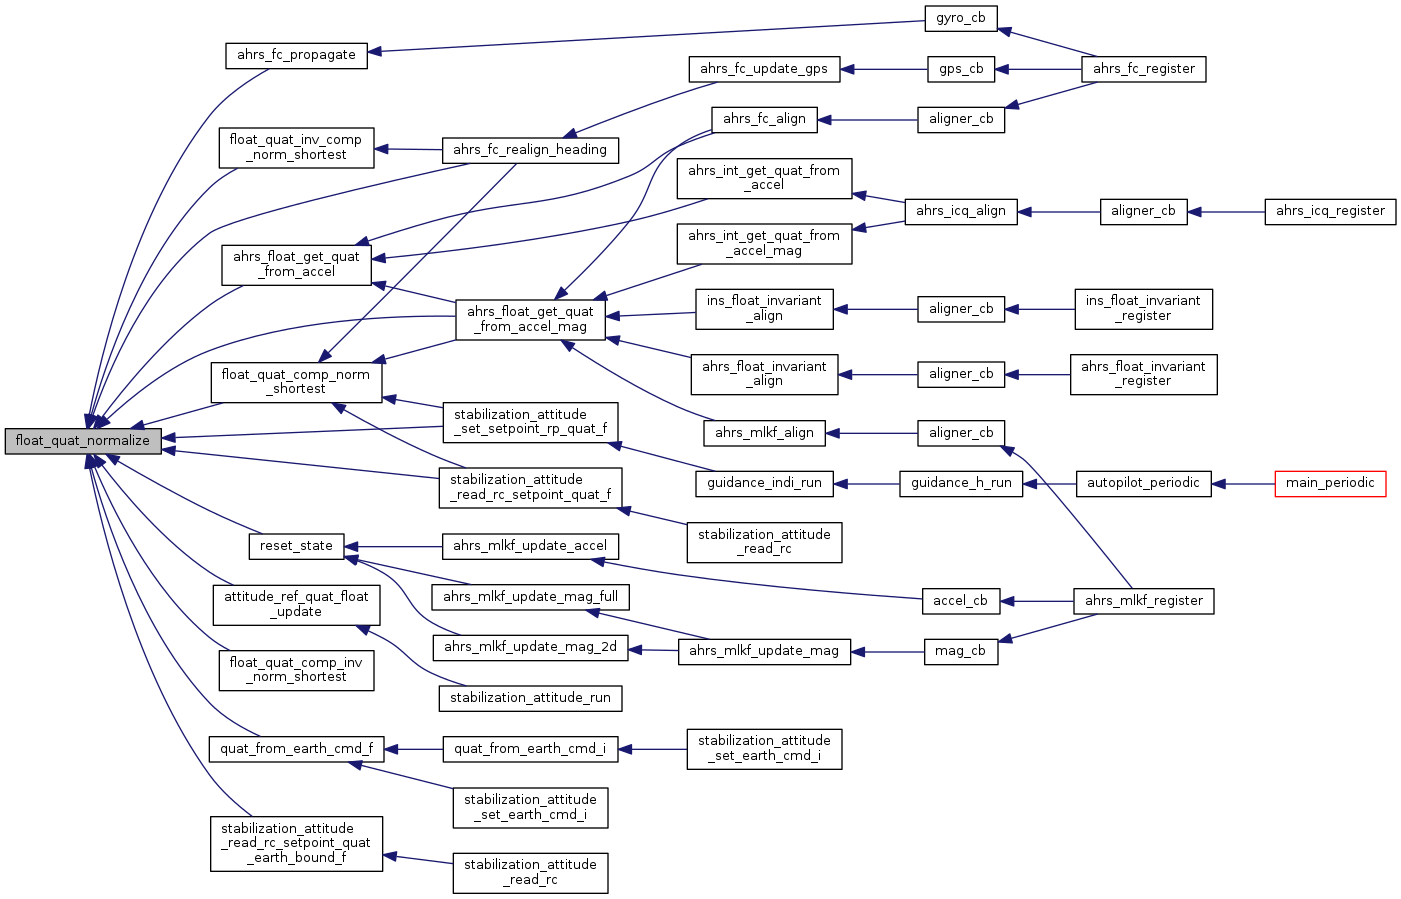 gyro_cb
ahrs_fc_propagate
ahrs_fc_update_gps
gps_cb
ahrs_fc_register
ahrs_fc_align
aligner_cb
float_quat_inv_comp
_norm_shortest
ahrs_fc_realign_heading
ahrs_int_get_quat_from
_accel
ahrs_icq_align
aligner_cb
ahrs_icq_register
ahrs_int_get_quat_from
_accel_mag
ahrs_float_get_quat
_from_accel
ahrs_float_get_quat
_from_accel_mag
ins_float_invariant
_align
aligner_cb
ins_float_invariant
_register
float_quat_comp_norm
_shortest
ahrs_float_invariant
_align
aligner_cb
ahrs_float_invariant
_register
stabilization_attitude
_set_setpoint_rp_quat_f
ahrs_mlkf_align
aligner_cb
float_quat_normalize
stabilization_attitude
_read_rc_setpoint_quat_f
guidance_indi_run
guidance_h_run
autopilot_periodic
main_periodic
stabilization_attitude
_read_rc
reset_state
ahrs_mlkf_update_accel
attitude_ref_quat_float
_update
ahrs_mlkf_update_mag_full
accel_cb
ahrs_mlkf_register
ahrs_mlkf_update_mag_2d
ahrs_mlkf_update_mag
mag_cb
float_quat_comp_inv
_norm_shortest
stabilization_attitude_run
quat_from_earth_cmd_f
quat_from_earth_cmd_i
stabilization_attitude
_set_earth_cmd_i
stabilization_attitude
_set_earth_cmd_i
stabilization_attitude
_read_rc_setpoint_quat
_earth_bound_f
stabilization_attitude
_read_rc